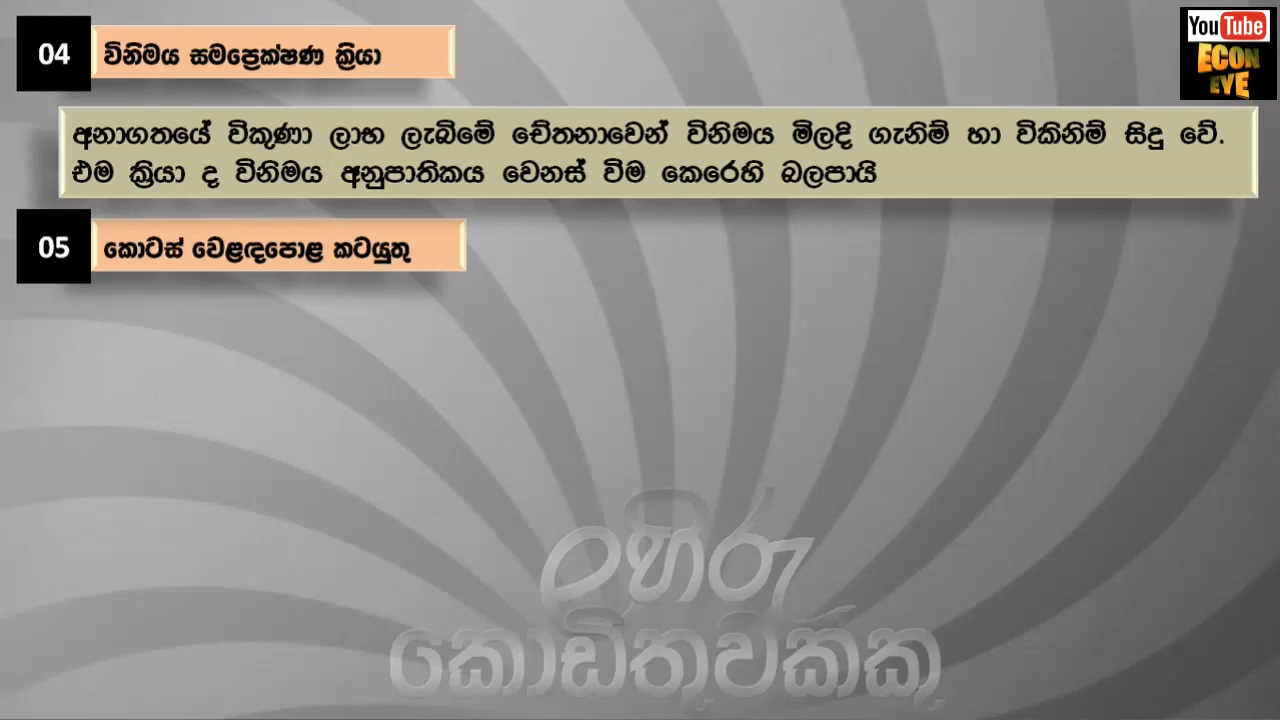 04
විනිමය සමප්‍රෙක්ෂණ ක්‍රියා
YouTube
ECON
EYE
අනාගතයේ විකුණා ලාභ ලැබීමේ චේතනාවෙන් විනිමය මිලදී ගැනීම් හා විකිනිම් සිදු වේ.
එම ක්‍රියා ද විනිමය අනුපාතිකය වෙනස් වීම කෙරෙහි බලපායි
05
කොටස් වෙළඳපොළ කටයුතු
මහිරු
කොඩිතුවක්කු